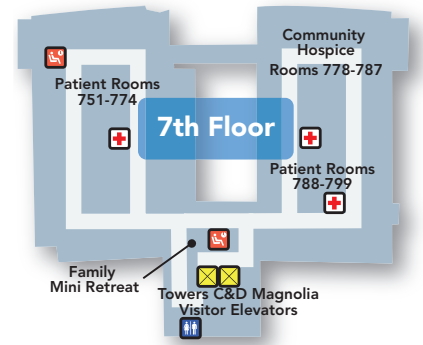 Community
Hospice
Rooms 778-787
Patient Rooms
751-774
7th Floor
Patient Rooms
788-799
Family
Mini Retreat
Towers C&D Magnolia
Visitor Elevators